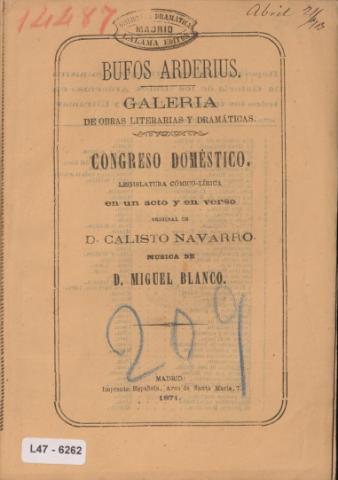 14487
MADRID
Abril
BUFOS ARDERIUS.
GALERIA
DE OBRAS LITERARIAS Y DRAMÁTICAS.
CONGRESO DOMÉSTICO,
LEGISLATURA CÓMICO-LÍRICA
en un acto y en verso
ORIGINAL DE
D. CALISTO NAVARRO.
MUSICA DE
D. MIGUEL BLANCO.
209
MADRID:
Imprenta Española, Arco de Santa María, 7.
1871.
L47 - 6262